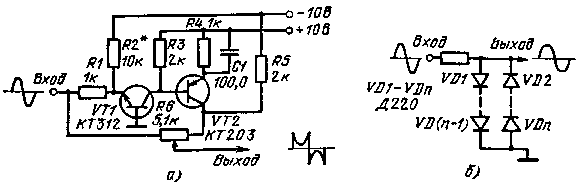 -10В
+10В
R4 1к
R2*
10к
R3
2к
C1
100,0
R5
2к
R1
1к
Вход
VT1
КТ312
R6
5,1к
VT2
КТ203
Выход
а)
Вход
Выход
VD1
VD2
VD1-VDn
Д220
VD(n-1)
VDn
б)